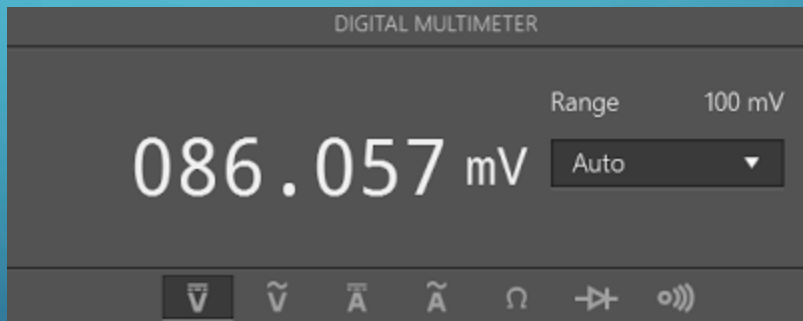 DIGITAL MULTIMETER
Range 100 mV
086.057 mV
Auto
V V A A Ω